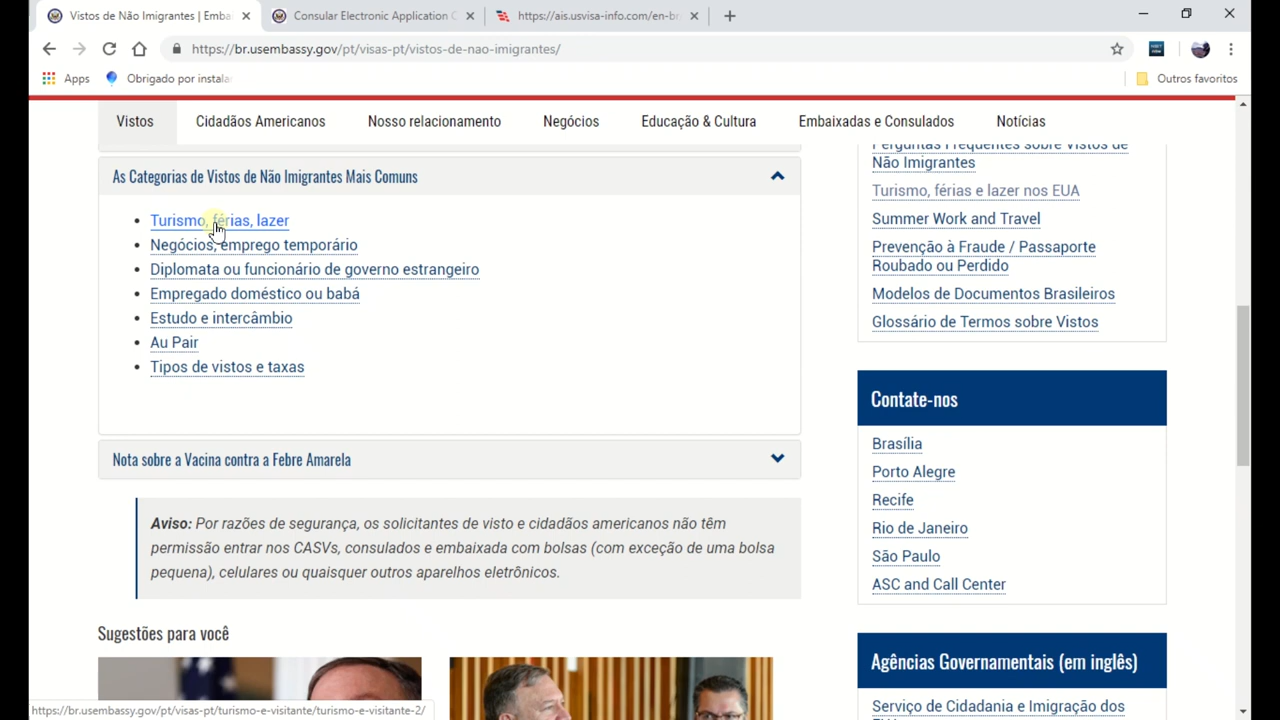 Vistos de Não Imigrantes | Emba
Consular Electronic Application C
https://ais.usvisa-info.com/en-br
https://br.usembassy.gov/pt/visas-pt/vistos-de-nao-imigrantes/
Apps
Obrigado por instala
Outros favoritos
Vistos
Cidadãos Americanos
Nosso relacionamento
Negócios
Educação & Cultura
Embaixadas e Consulados
Notícias
As Categorias de Vistos de Não Imigrantes Mais Comuns
Turismo, férias, lazer
Negócios, emprego temporário
Diplomata ou funcionário de governo estrangeiro
Empregado doméstico ou babá
Estudo e intercâmbio
Au Pair
Tipos de vistos e taxas
Nota sobre a Vacina contra a Febre Amarela
Aviso: Por razões de segurança, os solicitantes de visto e cidadãos americanos não têm
permissão entrar nos CASVs, consulados e embaixada com bolsas (com exceção de uma bolsa
pequena), celulares ou quaisquer outros aparelhos eletrônicos.
Sugestões para você
Perguntas Frequentes sobre Vistos de
Não Imigrantes
Turismo, férias e lazer nos EUA
Summer Work and Travel
Prevenção à Fraude / Passaporte
Roubado ou Perdido
Modelos de Documentos Brasileiros
Glossário de Termos sobre Vistos
Contate-nos
Brasília
Porto Alegre
Recife
Rio de Janeiro
São Paulo
ASC and Call Center
Agências Governamentais (em inglês)
Serviço de Cidadania e Imigração dos
https://br.usembassy.gov/pt/visas-pt/turismo-e-visitante/turismo-e-visitante-2/